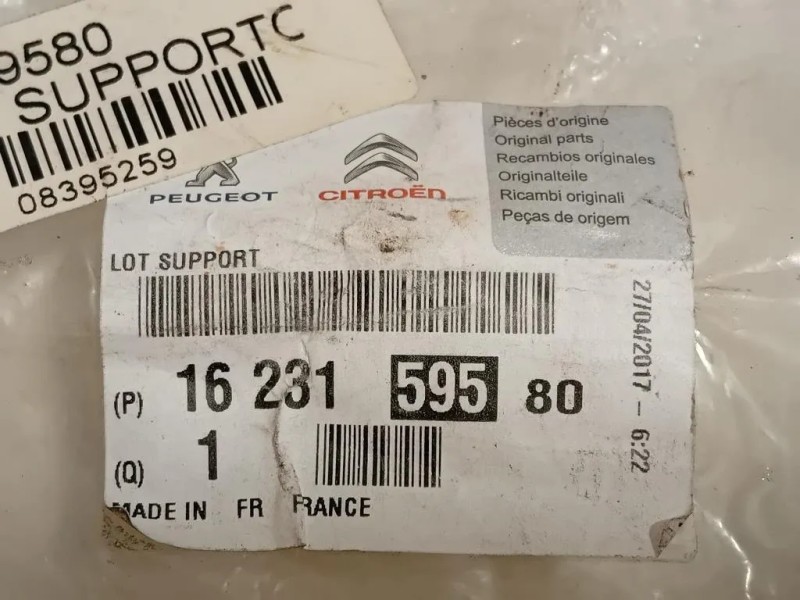 9580
SUPPORTO
08395259
PEUGEOT
CITROËN
Pièces d'origine
Original parts
Recambios originales
Originalteile
Ricambi originali
Peças de origem
LOT SUPPORT
(P) 16 231 595 80
(Q) 1
MADE IN FR FRANCE
27/04/2017 - 6:22